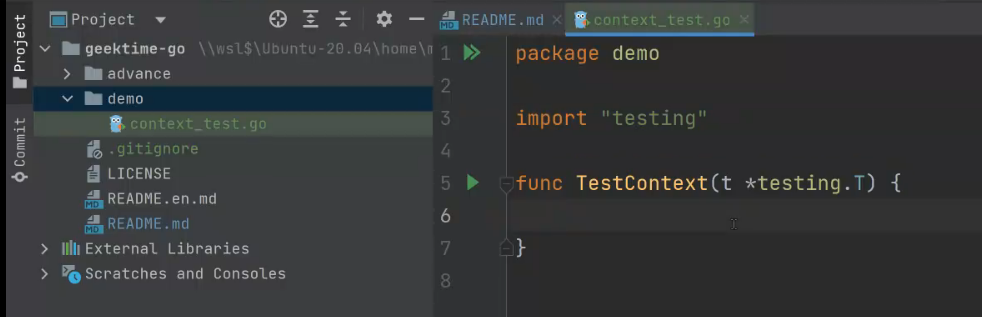 Project
Commit
Project
geektime-go \\wsl$\Ubuntu-20.04\home\m
advance
demo
context_test.go
.gitignore
LICENSE
README.en.md
README.md
External Libraries
Scratches and Consoles
README.md
context_test.go
1 package demo
2
3 import "testing"
4
5 func TestContext(t *testing.T) {
6
7 }
8